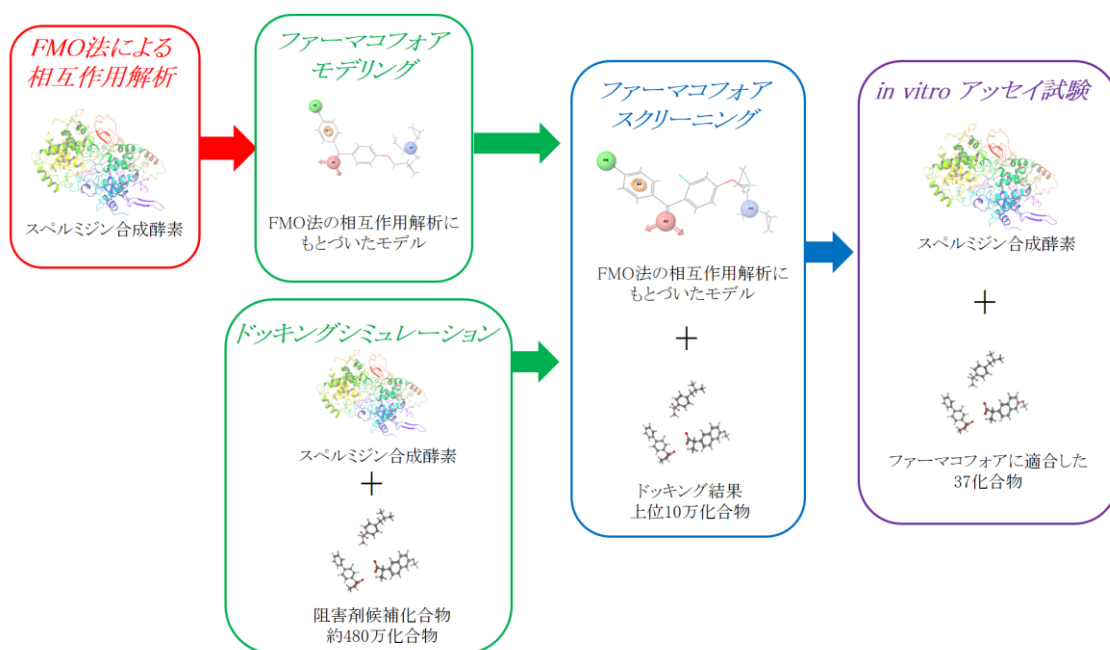 FMO法による
相互作用解析
スペルミジン合成酵素
ファーマコフォア
モデリング
FMO法の相互作用解析に
もとづいたモデル
ドッキングシミュレーション
スペルミジン合成酵素
+
阻害剤候補化合物
約480万化合物
ファーマコフォア
スクリーニング
FMO法の相互作用解析に
もとづいたモデル
+
ドッキング結果
上位10万化合物
in vitro アッセイ試験
スペルミジン合成酵素
+
ファーマコフォアに適合した
37化合物